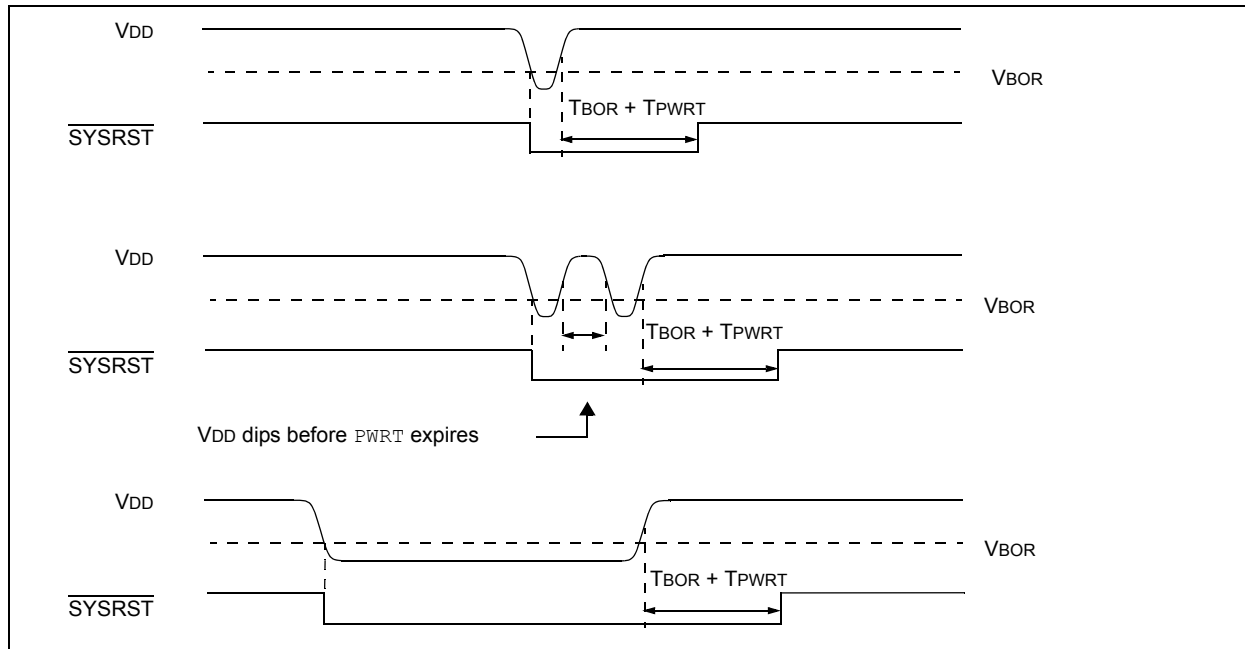 VDD
VBOR
TBOR + TPWRT
SYSRST
VDD
VBOR
TBOR + TPWRT
SYSRST
VDD dips before PWRT expires
VDD
VBOR
TBOR + TPWRT
SYSRST